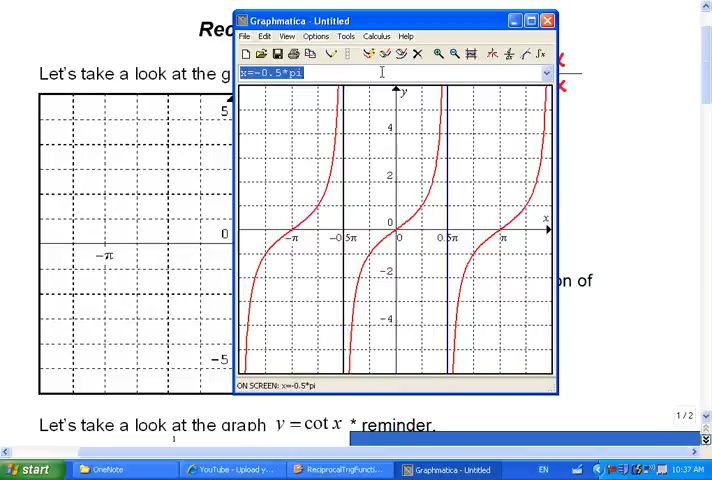 Rec
Graphmatica - Untitled
File Edit View Options Tools Calculus Help
Let's take a look at the g
x
x=-0.5*pi
x
y
5
4
2
x
0
0
-π
-π -0.5π 0 0.5π π
-2
on of
-4
-5
ON SCREEN: x=-0.5*pi
1 / 2
Let's take a look at the graph y = cot x * reminder.
1
start OneNote YouTube - Upload y... ReciprocalTrigFuncti... Graphmatica - Untitled EN 10:37 AM